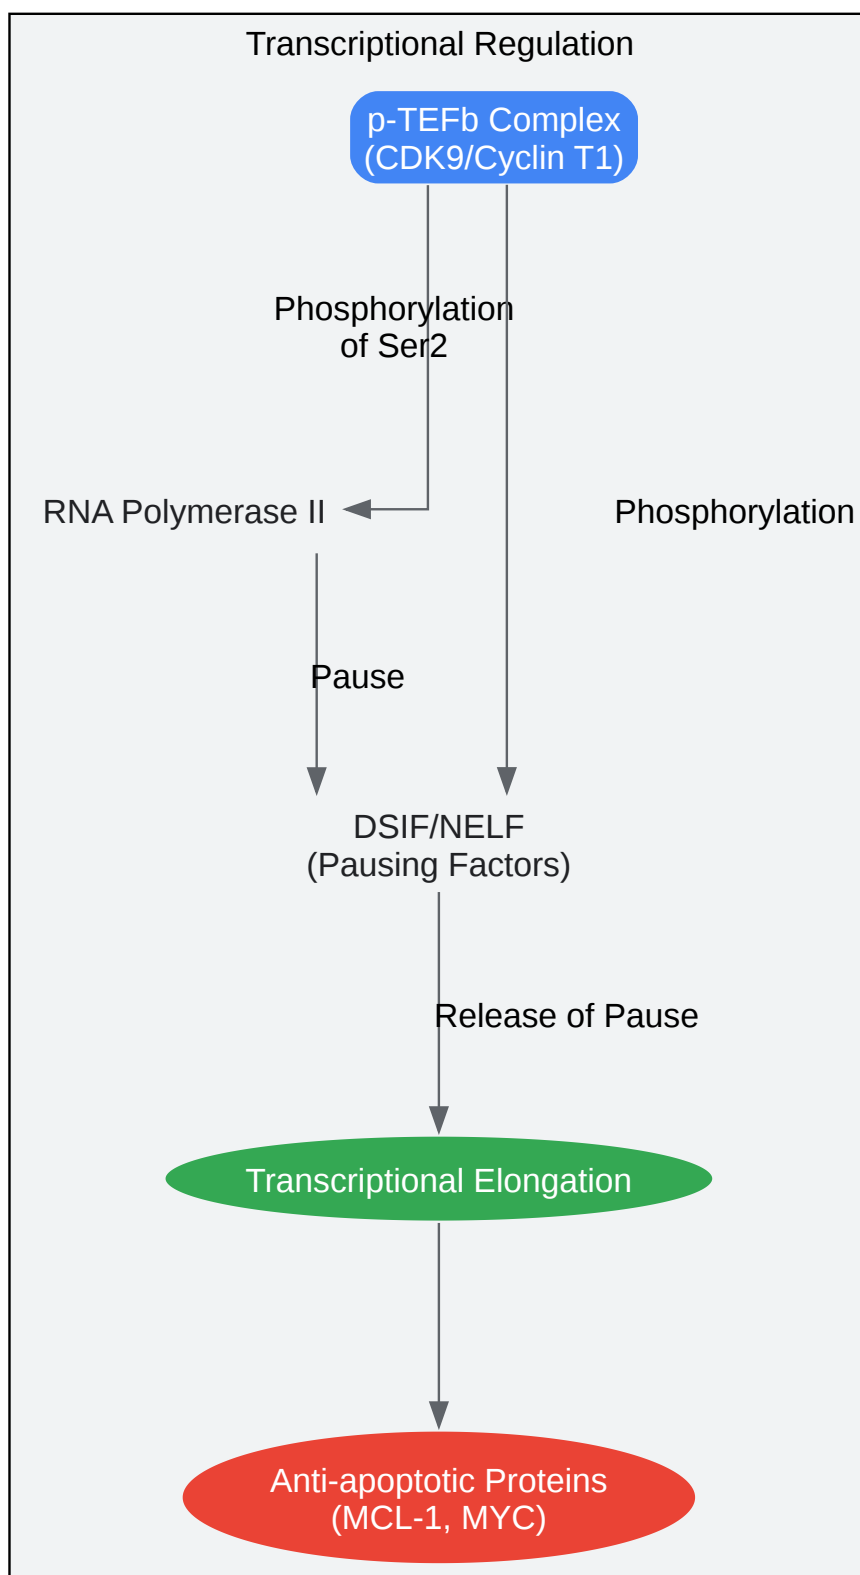 Transcriptional Regulation
p-TEFb Complex
(CDK9/Cyclin T1)
Phosphorylation
of Ser2
RNA Polymerase II
Phosphorylation
Pause
DSIF/NELF
(Pausing Factors)
Release of Pause
Transcriptional Elongation
Anti-apoptotic Proteins
(MCL-1, MYC)